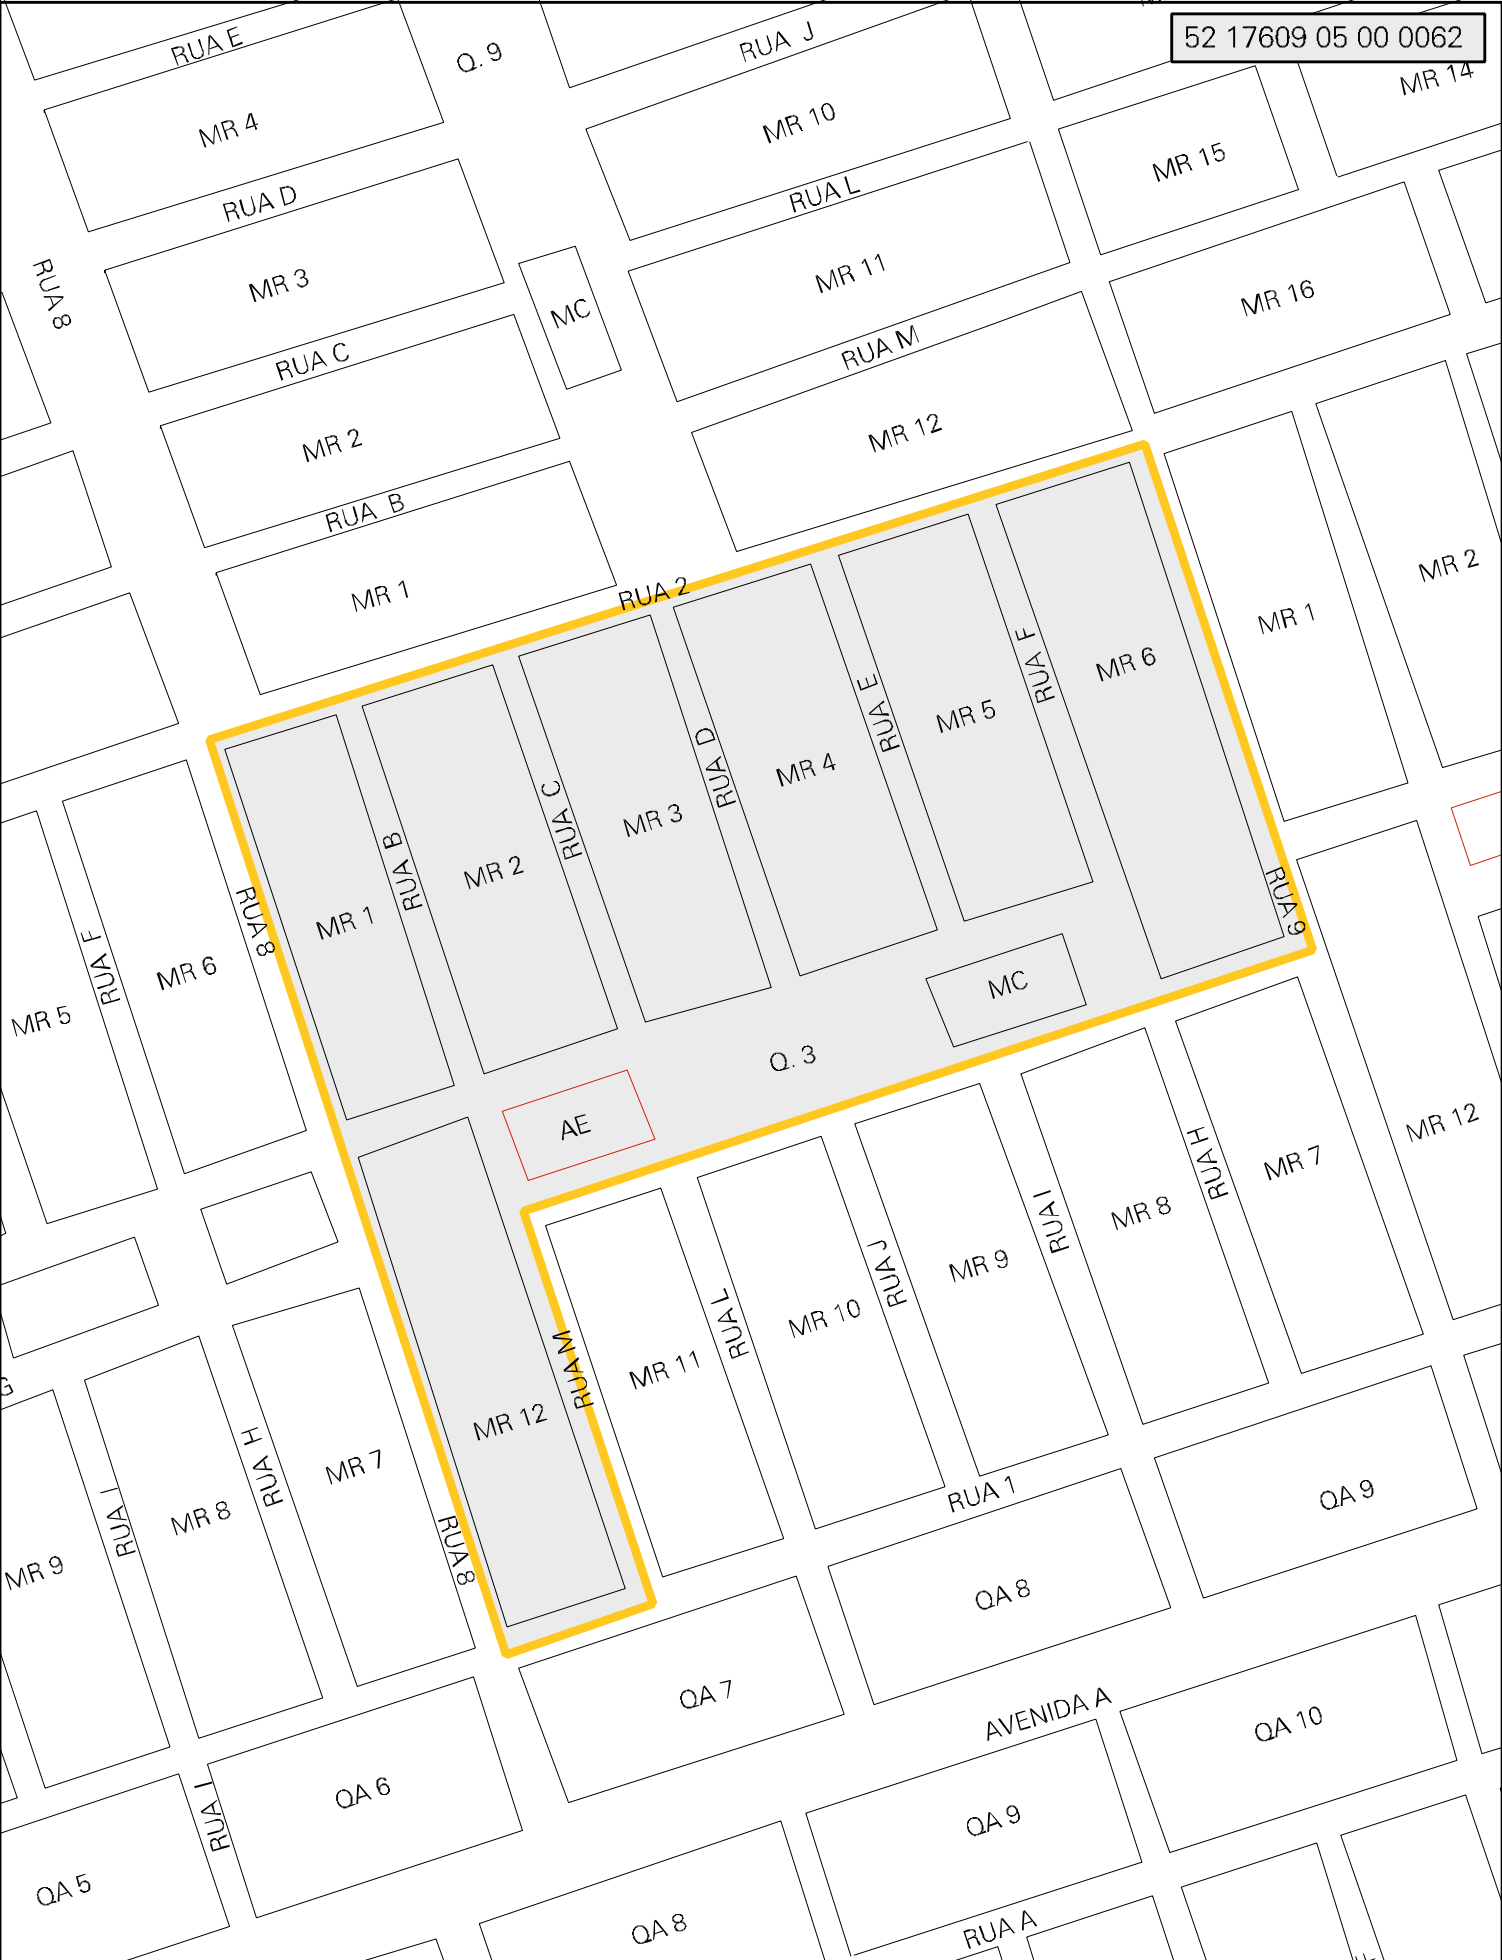 52 17609 05 00 0062
RUA E
Q. 9
RUA J
MR 14
MR 4
MR 10
MR 15
RUA D
RUA L
RUA 8
MR 3
MC
MR 11
MR 16
RUA C
RUA M
MR 2
MR 12
RUA B
MR 1
RUA 2
MR 1
MR 2
RUA F
MR 6
RUA E
MR 5
RUA D
MR 4
RUA C
MR 3
RUA B
MR 2
RUA 8
MR 1
RUA 6
RUA F
MR 6
MR 5
MC
Q. 3
AE
MR 12
RUA H
MR 7
RUA I
MR 8
RUA J
MR 9
RUA L
MR 10
RUA M
MR 11
MR 12
G
RUA H
MR 7
RUA I
MR 8
MR 9
RUA 8
RUA 1
QA 9
QA 8
QA 7
AVENIDA A
QA 10
RUA I
QA 6
QA 9
QA 5
QA 8
RUA A